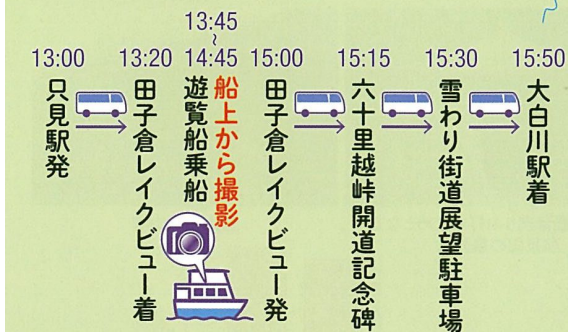 13:00
只見駅発
13:20
田子倉レイクビュー着
13:45
~
14:45
船上から撮影
遊覧船乗船
15:00
田子倉レイクビュー発
15:15
六十里越峠開道記念碑
15:30
雪わり街道展望駐車場
15:50
大白川駅着